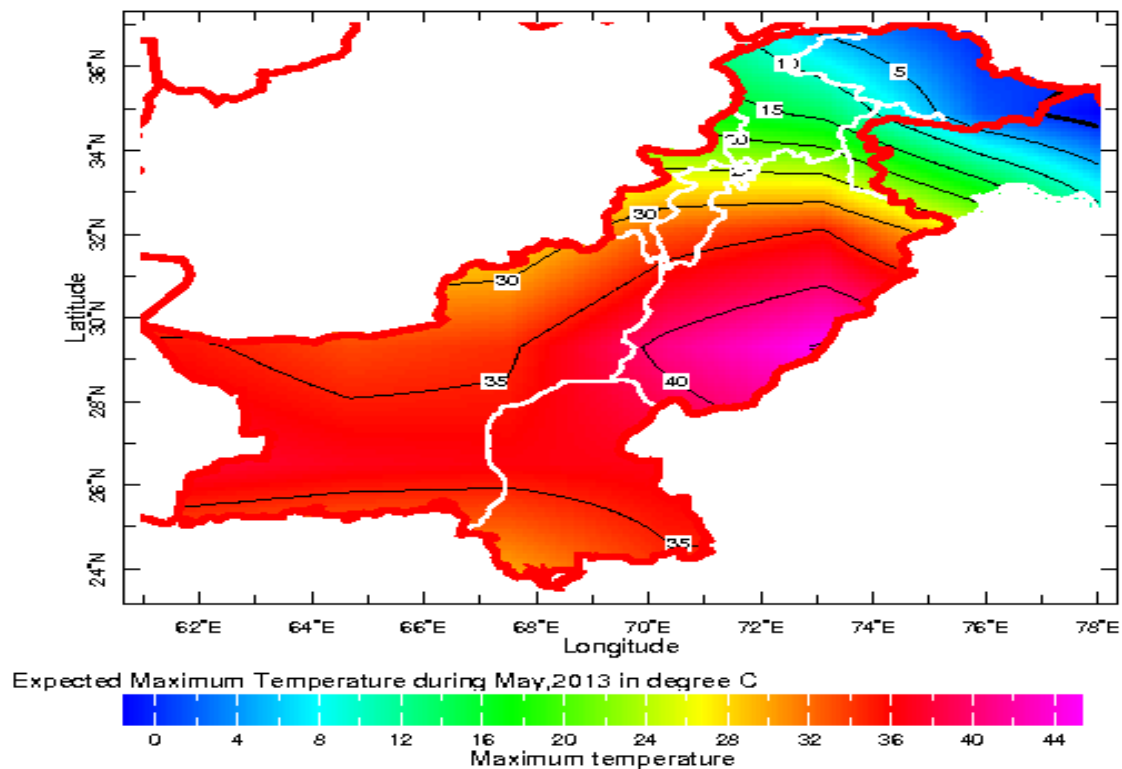 36°N
34°N
32°N
30°N
28°N
26°N
24°N
Latitude
10
5
15
30
30
35
40
35
62°E 64°E 66°E 68°E 70°E 72°E 74°E 76°E 78°E
Longitude
Expected Maximum Temperature during May,2013 in degree C
0 4 8 12 16 20 24 28 32 36 40 44
Maximum temperature